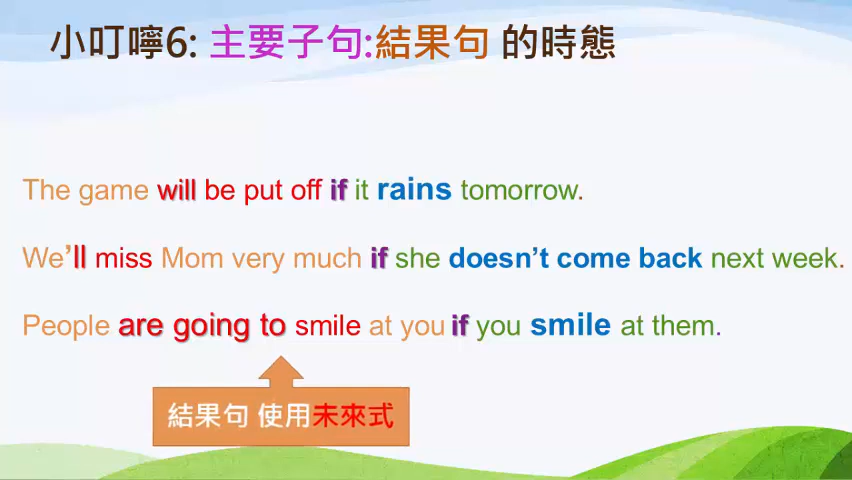 小叮嚀6: 主要子句:結果句 的時態
The game will be put off if it rains tomorrow.
We’ll miss Mom very much if she doesn’t come back next week.
People are going to smile at you if you smile at them.
結果句 使用未來式